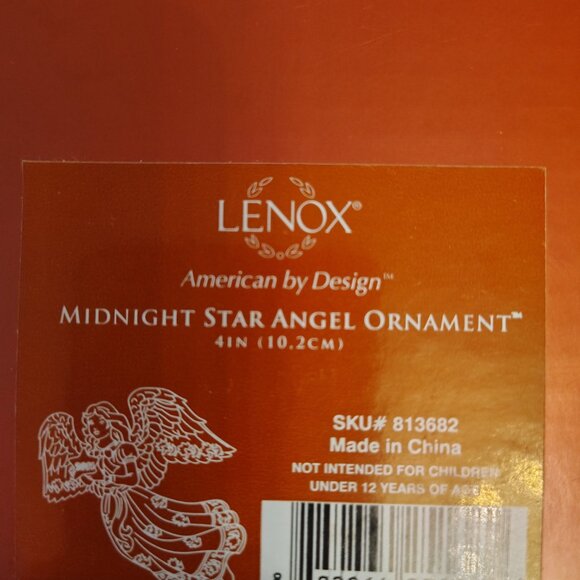 LENOX®
American by Design™
MIDNIGHT STAR ANGEL ORNAMENT™
4IN (10.2CM)
SKU# 813682
Made in China
NOT INTENDED FOR CHILDREN
UNDER 12 YEARS OF AGE
8